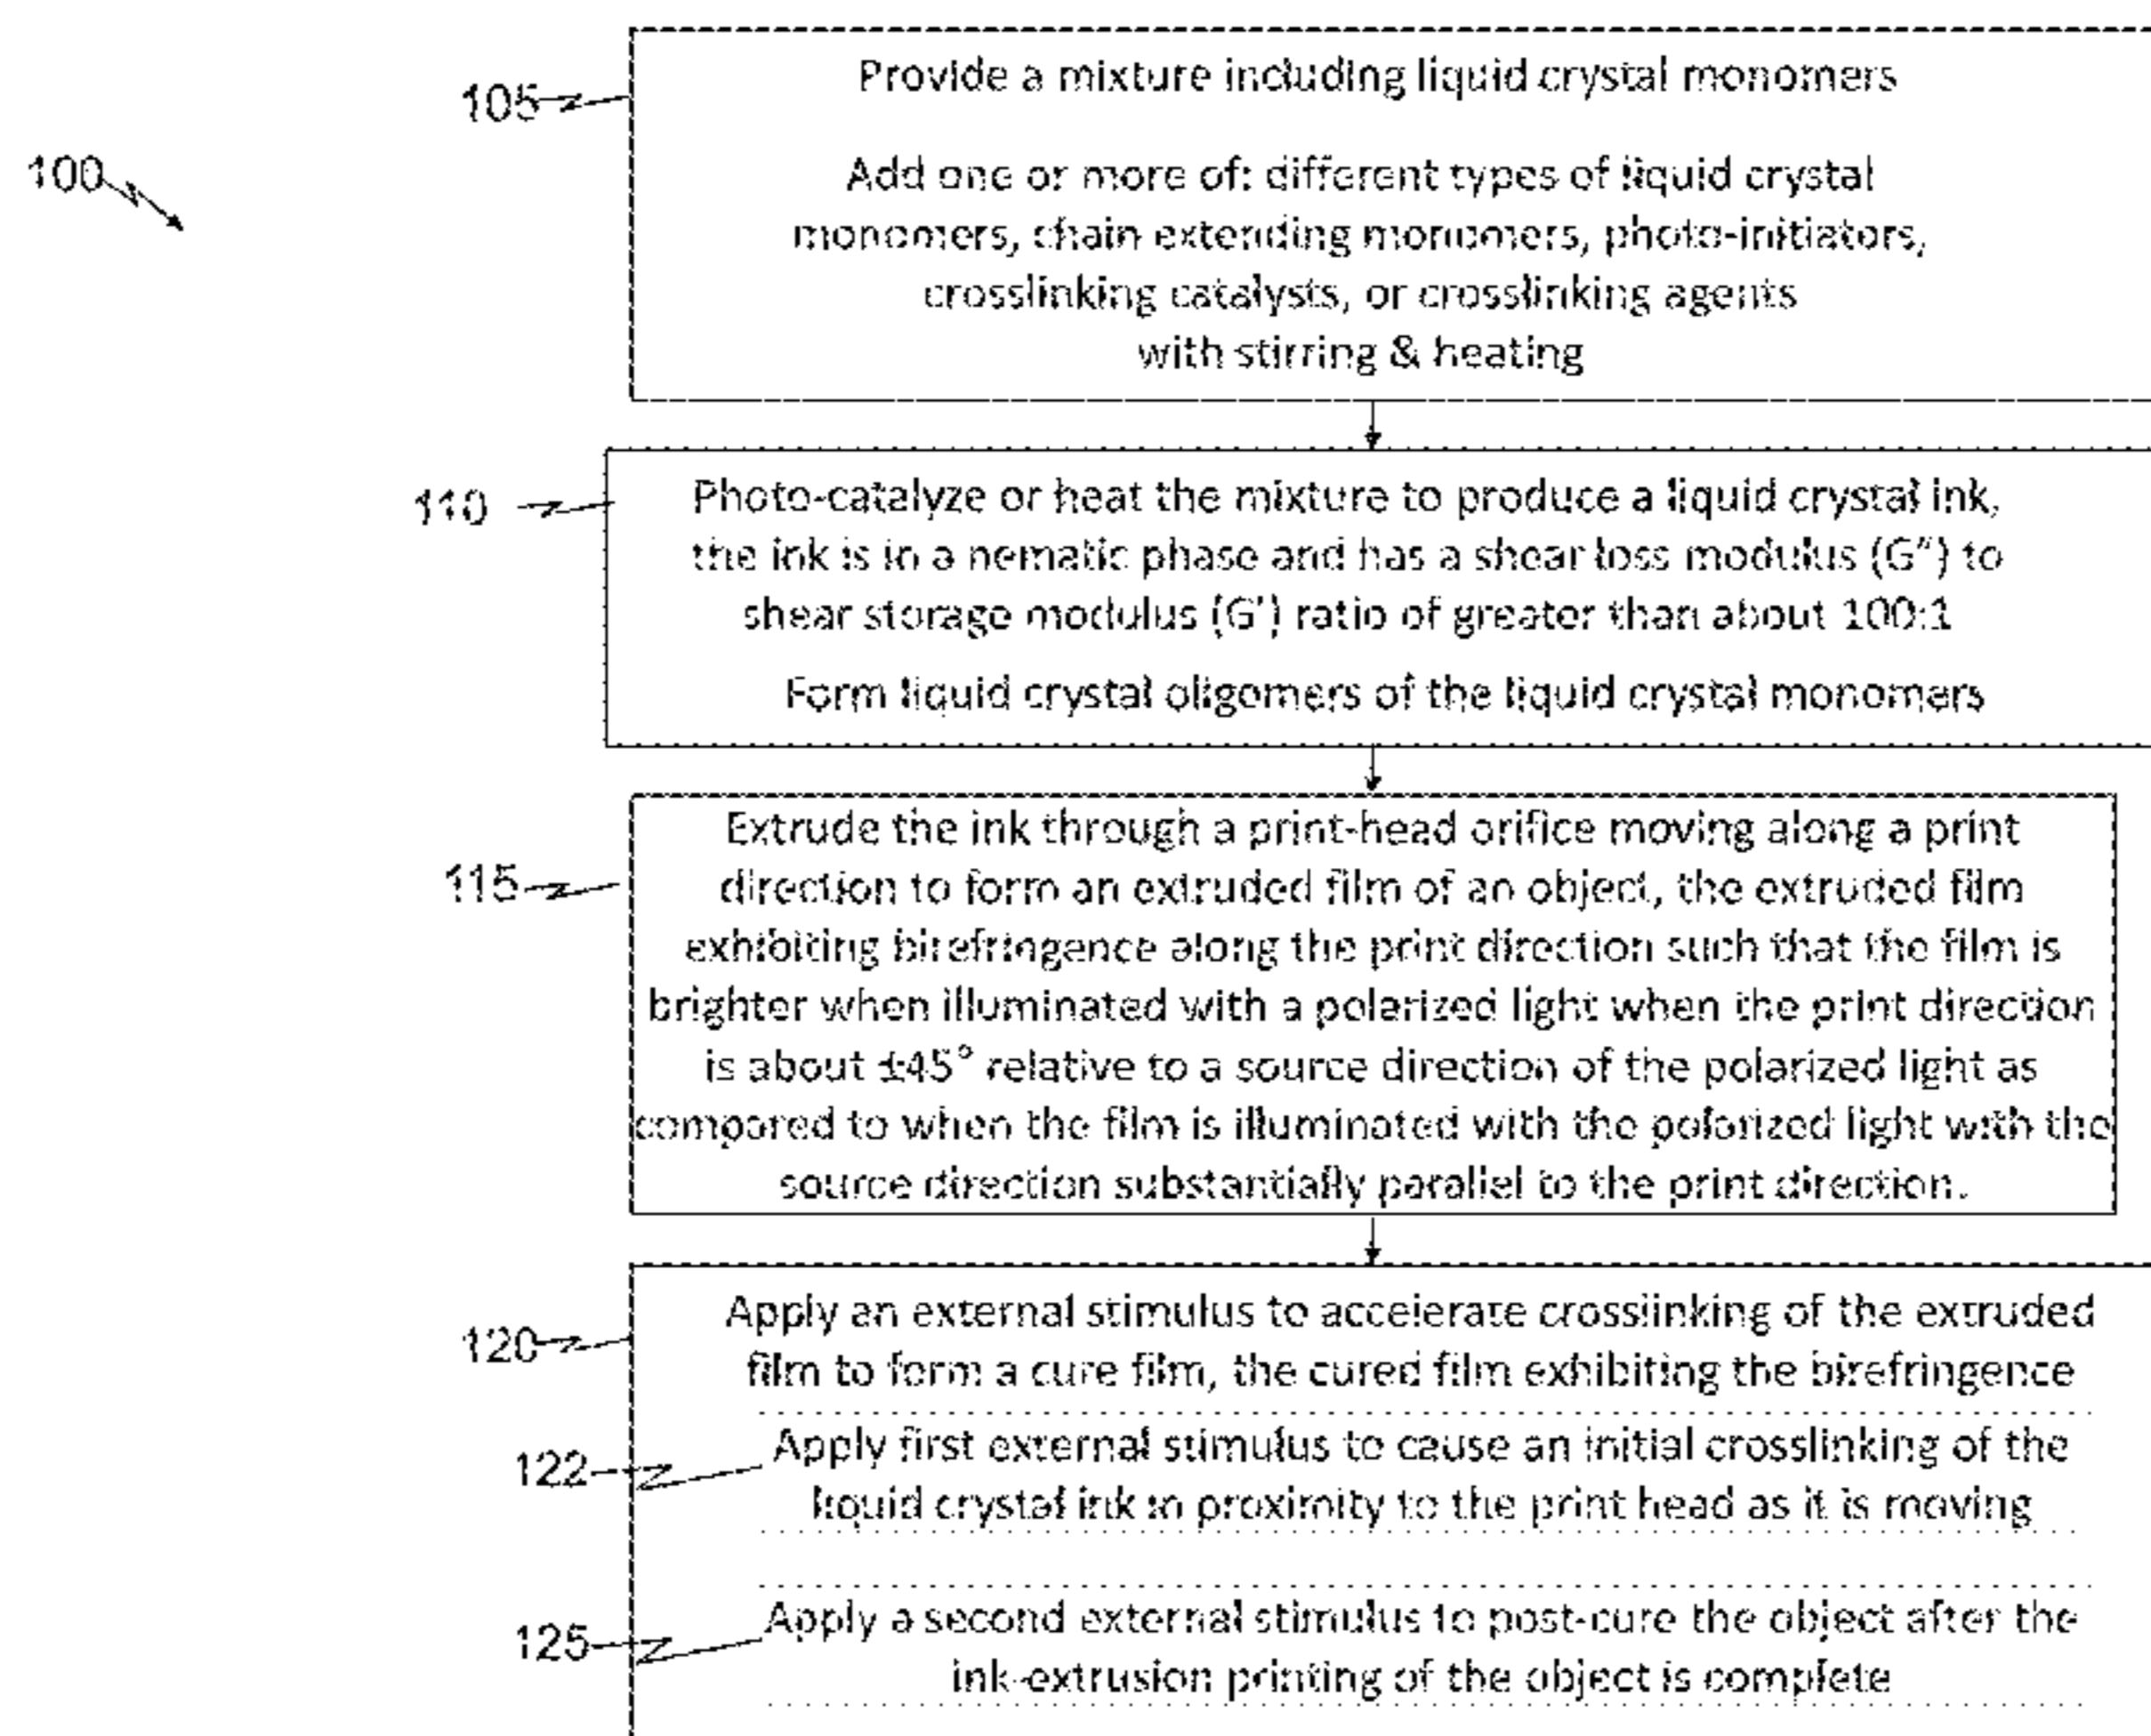 Provide a mixture including liquid crystal monomers
105
100
Add one or more of: different types of liquid crystal
monomers, chain extending monomers, photo-initiators,
crosslinking catalysts, or crosslinking agents
with stirring & heating
110
Photo-catalyze or heat the mixture to produce a liquid crystal ink,
the ink is in a nematic phase and has a shear loss modulus (G”) to
shear storage modulus (G’) ratio of greater than about 100:1
Form liquid crystal oligomers of the liquid crystal monomers
115
Extrude the ink through a print-head orifice moving along a print
direction to form an extruded film of an object, the extruded film
exhibiting birefringence along the print direction such that the film is
brighter when illuminated with a polarized light when the print direction
is about ±45° relative to a source direction of the polarized light as
compared to when the film is illuminated with the polarized light with the
source direction substantially parallel to the print direction.
120
Apply an external stimulus to accelerate crosslinking of the extruded
film to form a cure film, the cured film exhibiting the birefringence
122
Apply first external stimulus to cause an initial crosslinking of the
liquid crystal ink in proximity to the print head as it is moving
125
Apply a second external stimulus to post-cure the object after the
ink-extrusion printing of the object is complete